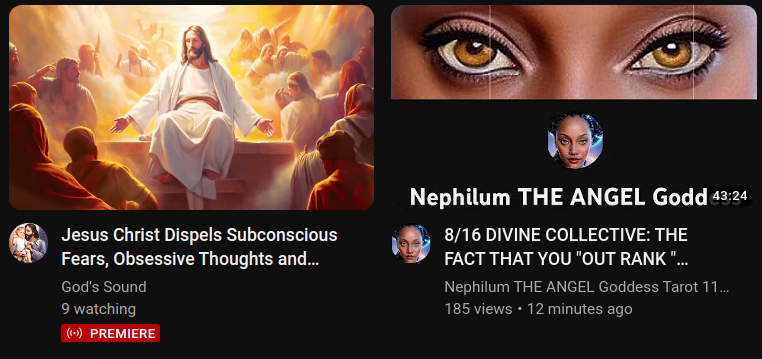 Nephilum THE ANGEL Godd
43:24
Jesus Christ Dispels Subconscious
Fears, Obsessive Thoughts and...
God's Sound
9 watching
PREMIERE
8/16 DIVINE COLLECTIVE: THE
FACT THAT YOU "OUT RANK "...
Nephilum THE ANGEL Goddess Tarot 11...
185 views • 12 minutes ago